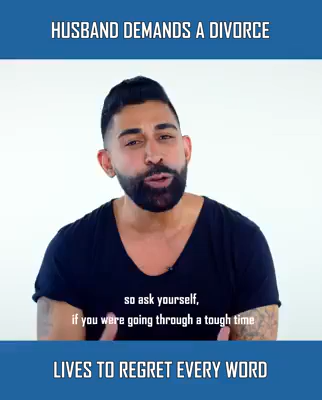 HUSBAND DEMANDS A DIVORCE
so ask yourself,
if you were going through a tough time
LIVES TO REGRET EVERY WORD